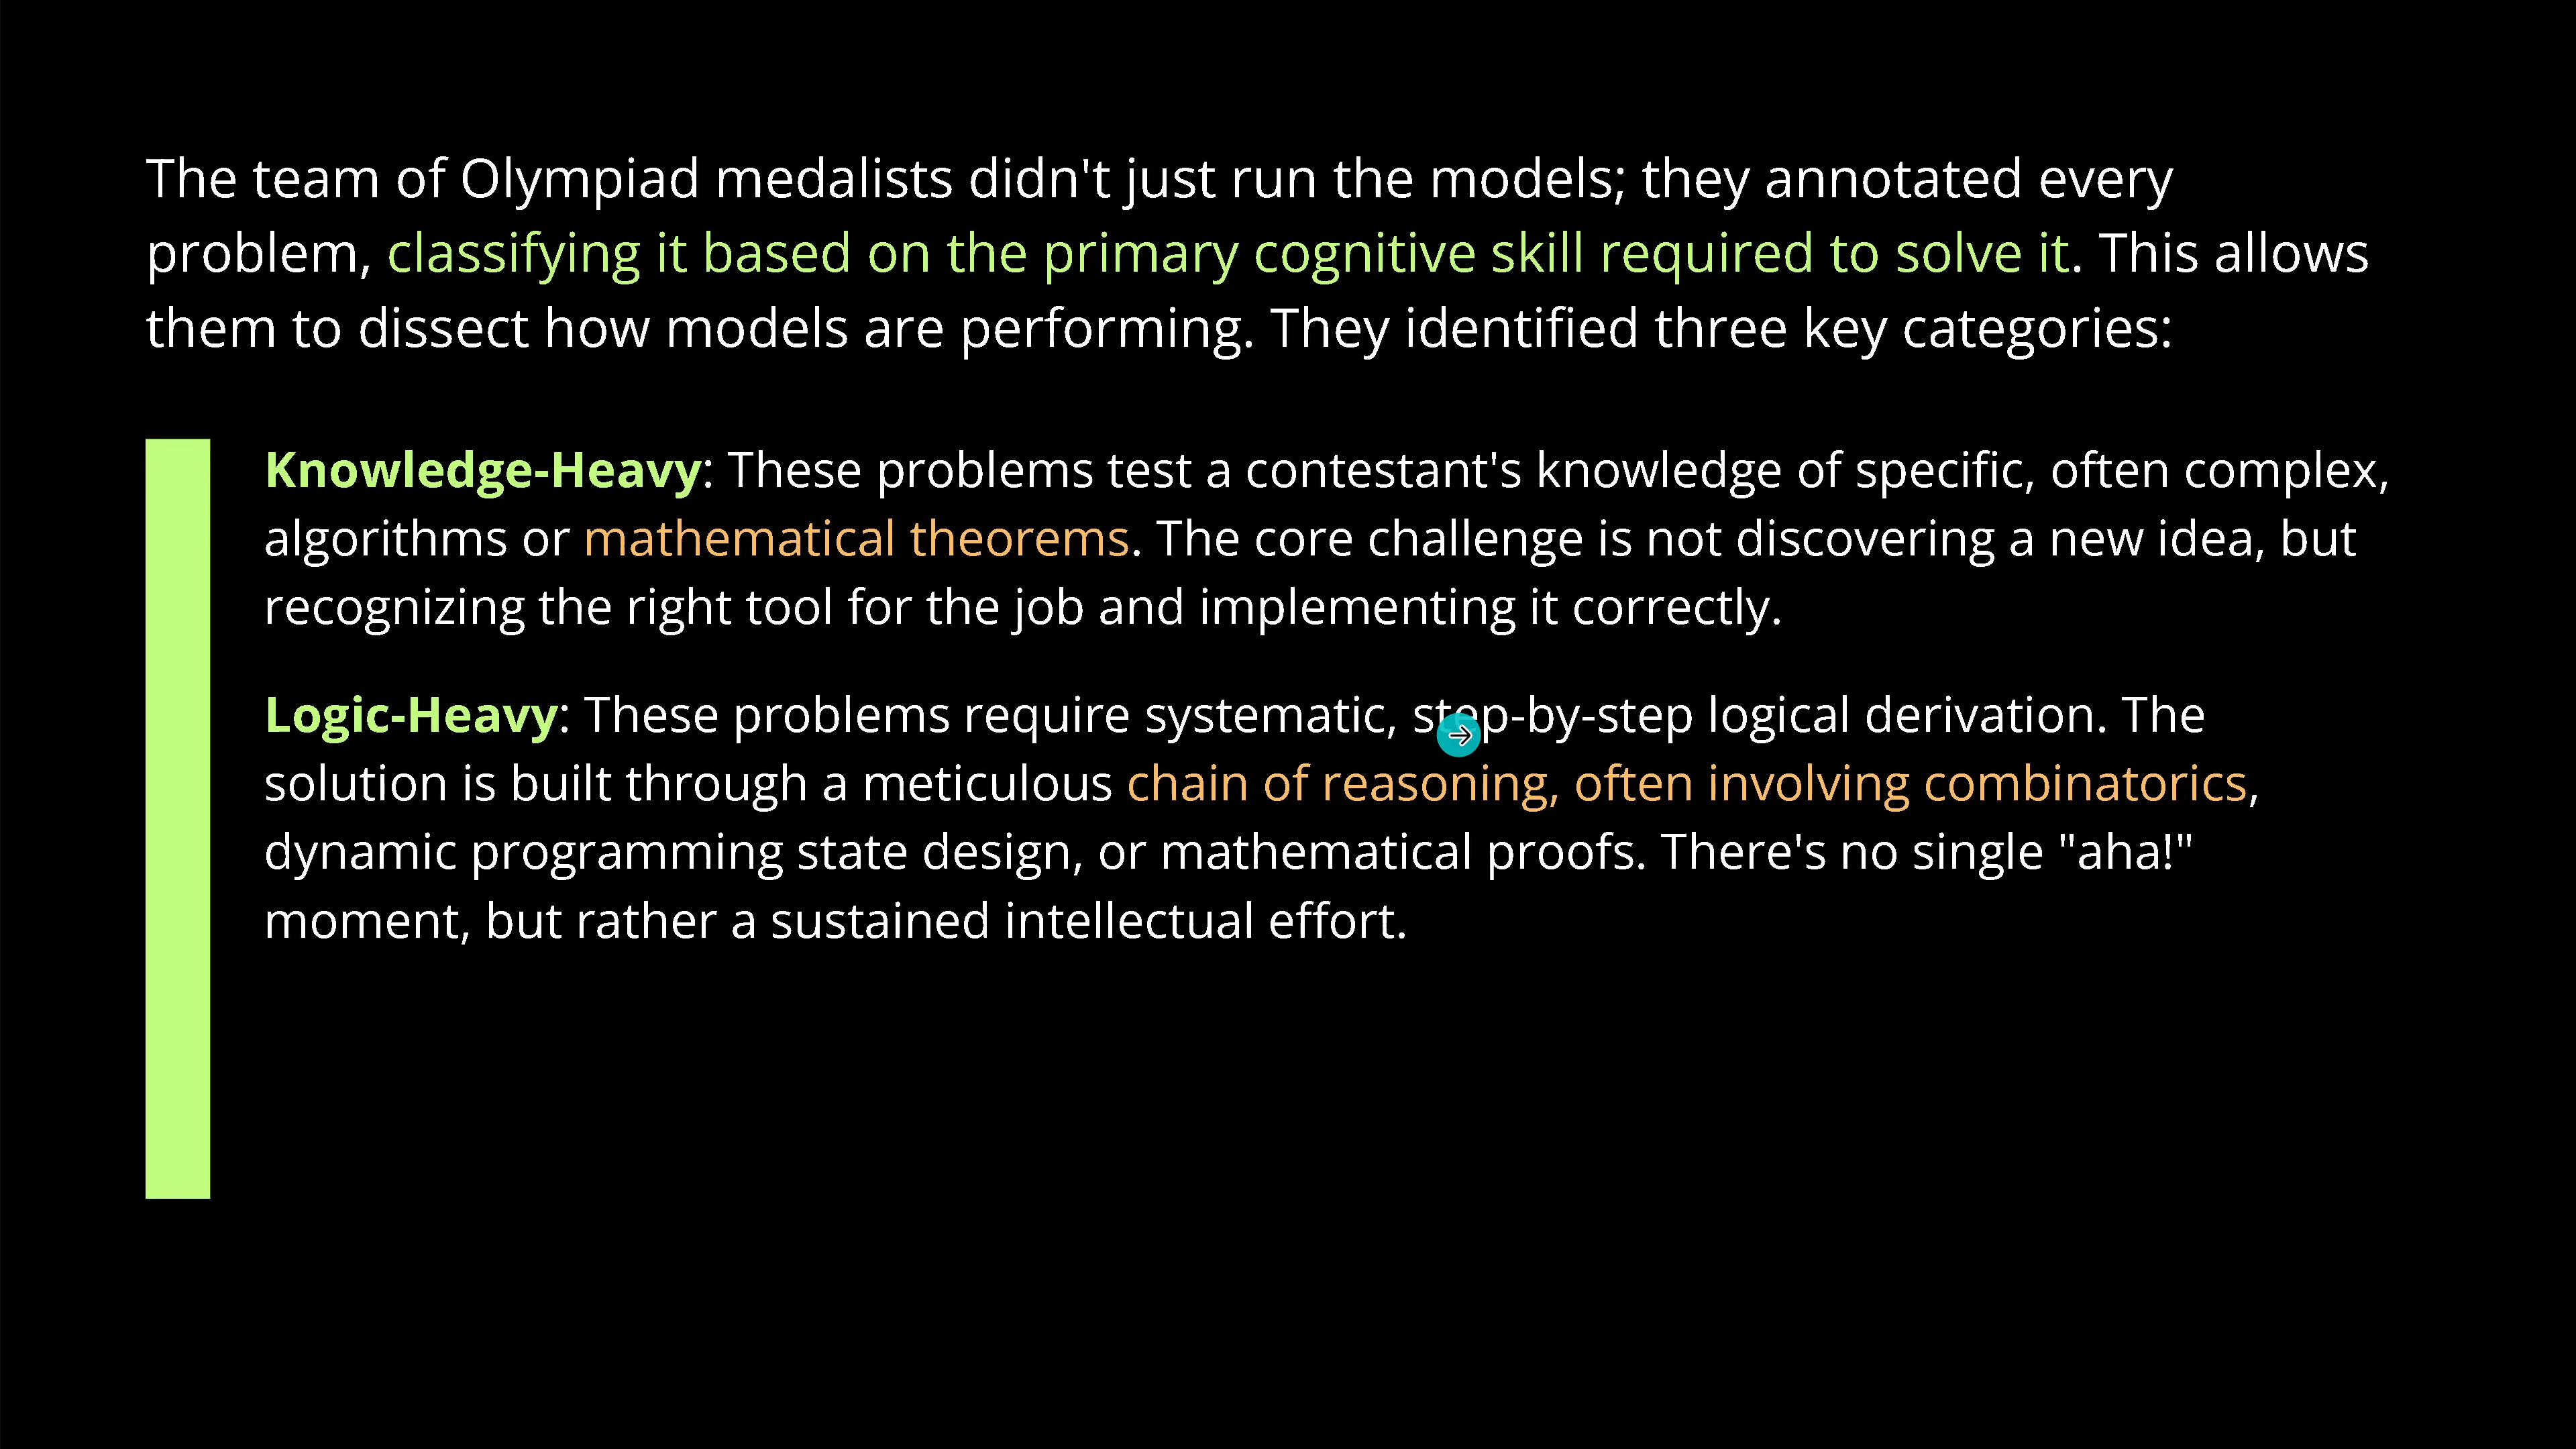 The team of Olympiad medalists didn't just run the models; they annotated every
problem, classifying it based on the primary cognitive skill required to solve it. This allows
them to dissect how models are performing. They identified three key categories:
Knowledge-Heavy: These problems test a contestant's knowledge of specific, often complex,
algorithms or mathematical theorems. The core challenge is not discovering a new idea, but
recognizing the right tool for the job and implementing it correctly.
Logic-Heavy: These problems require systematic, step-by-step logical derivation. The
solution is built through a meticulous chain of reasoning, often involving combinatorics,
dynamic programming state design, or mathematical proofs. There's no single "aha!"
moment, but rather a sustained intellectual effort.